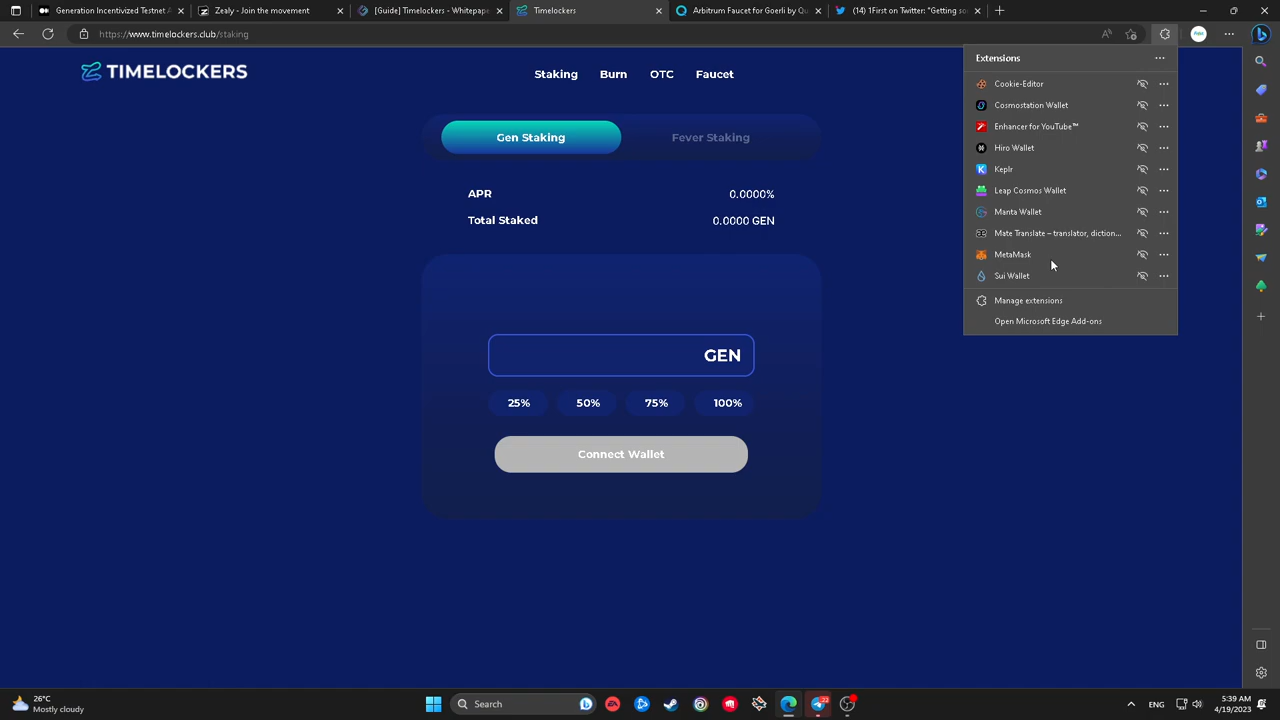 Generation Incentivized Testnet A
Zealy - Join the movement
[Guide] Timelockers - Whitepape
Timelockers
Arbitrum Faucet for Goerli by Qu
(14) 1First on Twitter: "Getting so
https://www.timelockers.club/staking
TIMELOCKERS
Staking
Burn
OTC
Faucet
Gen Staking
Fever Staking
APR
0.0000%
Total Staked
0.0000 GEN
GEN
25%
50%
75%
100%
Connect Wallet
Extensions
Cookie-Editor
Cosmostation Wallet
Enhancer for YouTube™
Hiro Wallet
Keplr
Leap Cosmos Wallet
Manta Wallet
Mate Translate – translator, diction...
MetaMask
Sui Wallet
Manage extensions
Open Microsoft Edge Add-ons
26°C
Mostly cloudy
Search
ENG
5:39 AM
4/19/2023